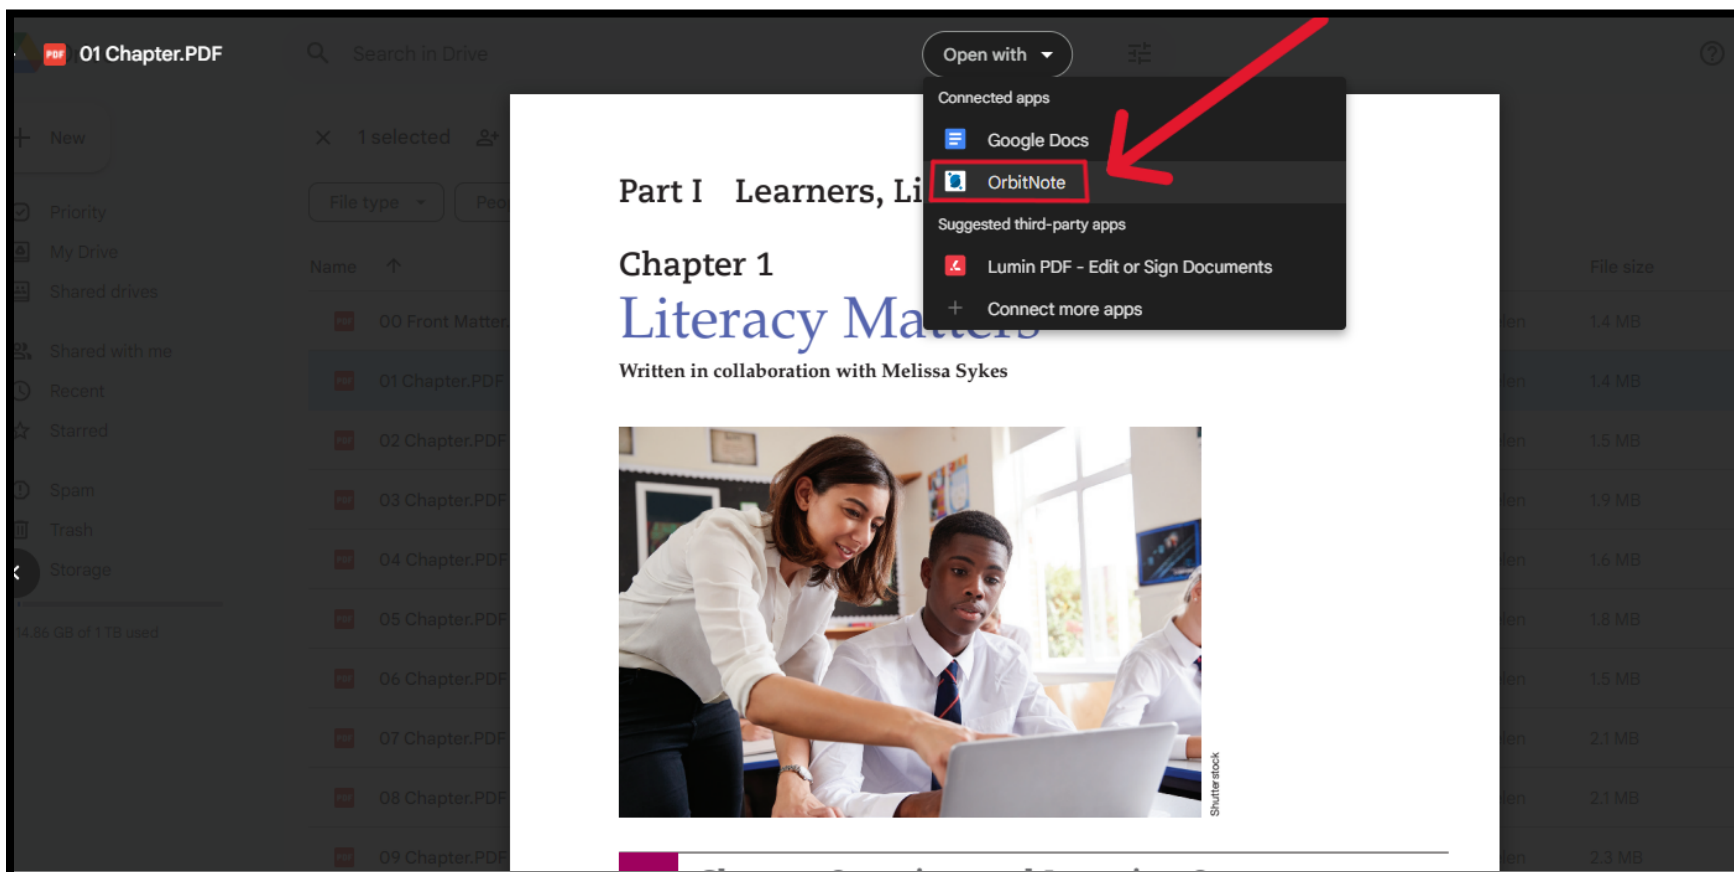 PDF 01 Chapter.PDF
Search in Drive
Open with
Connected apps
Google Docs
OrbitNote
Suggested third-party apps
Lumin PDF - Edit or Sign Documents
Connect more apps
New
1 selected
File type
Peo
Priority
My Drive
Shared drives
Shared with me
Recent
Starred
Spam
Trash
Storage
14.86 GB of 1 TB used
Name
File size
00 Front Matter
1.4 MB
01 Chapter.PDF
1.4 MB
02 Chapter.PDF
1.5 MB
03 Chapter.PDF
1.9 MB
04 Chapter.PDF
1.6 MB
05 Chapter.PDF
1.8 MB
06 Chapter.PDF
1.5 MB
07 Chapter.PDF
2.1 MB
08 Chapter.PDF
2.1 MB
09 Chapter.PDF
2.3 MB
Part I Learners, Li
Chapter 1
Literacy Matters
Written in collaboration with Melissa Sykes
Shutterstock